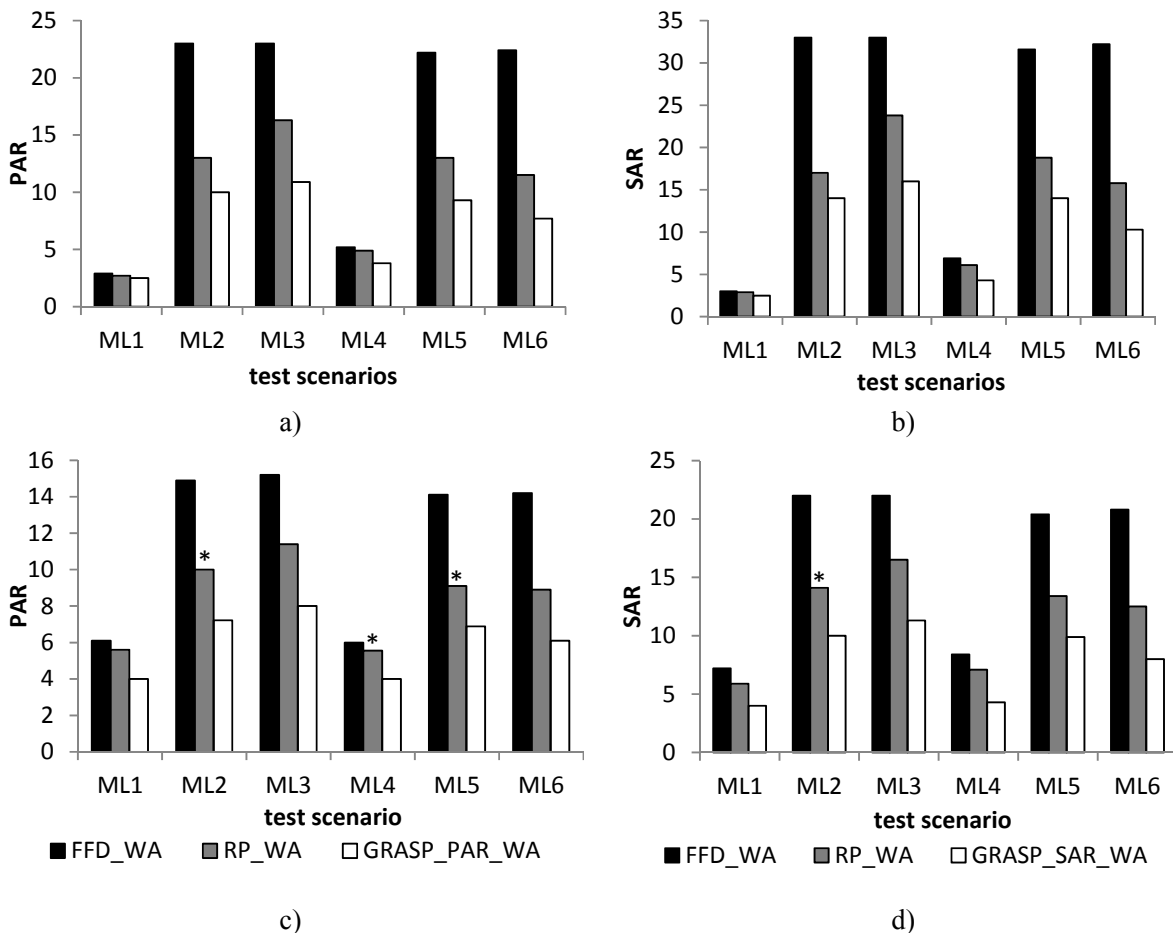 25
20
15
10
5
0
PAR
ML1 ML2 ML3 ML4 ML5 ML6
test scenarios
a)
35
30
25
20
15
10
5
0
SAR
ML1 ML2 ML3 ML4 ML5 ML6
test scenarios
b)
16
14
12
10
8
6
4
2
0
PAR
*
*
*
ML1 ML2 ML3 ML4 ML5 ML6
test scenario
FFD_WA RP_WA GRASP_PAR_WA
c)
25
20
15
10
5
0
SAR
*
ML1 ML2 ML3 ML4 ML5 ML6
test scenario
FFD_WA RP_WA GRASP_SAR_WA
d)